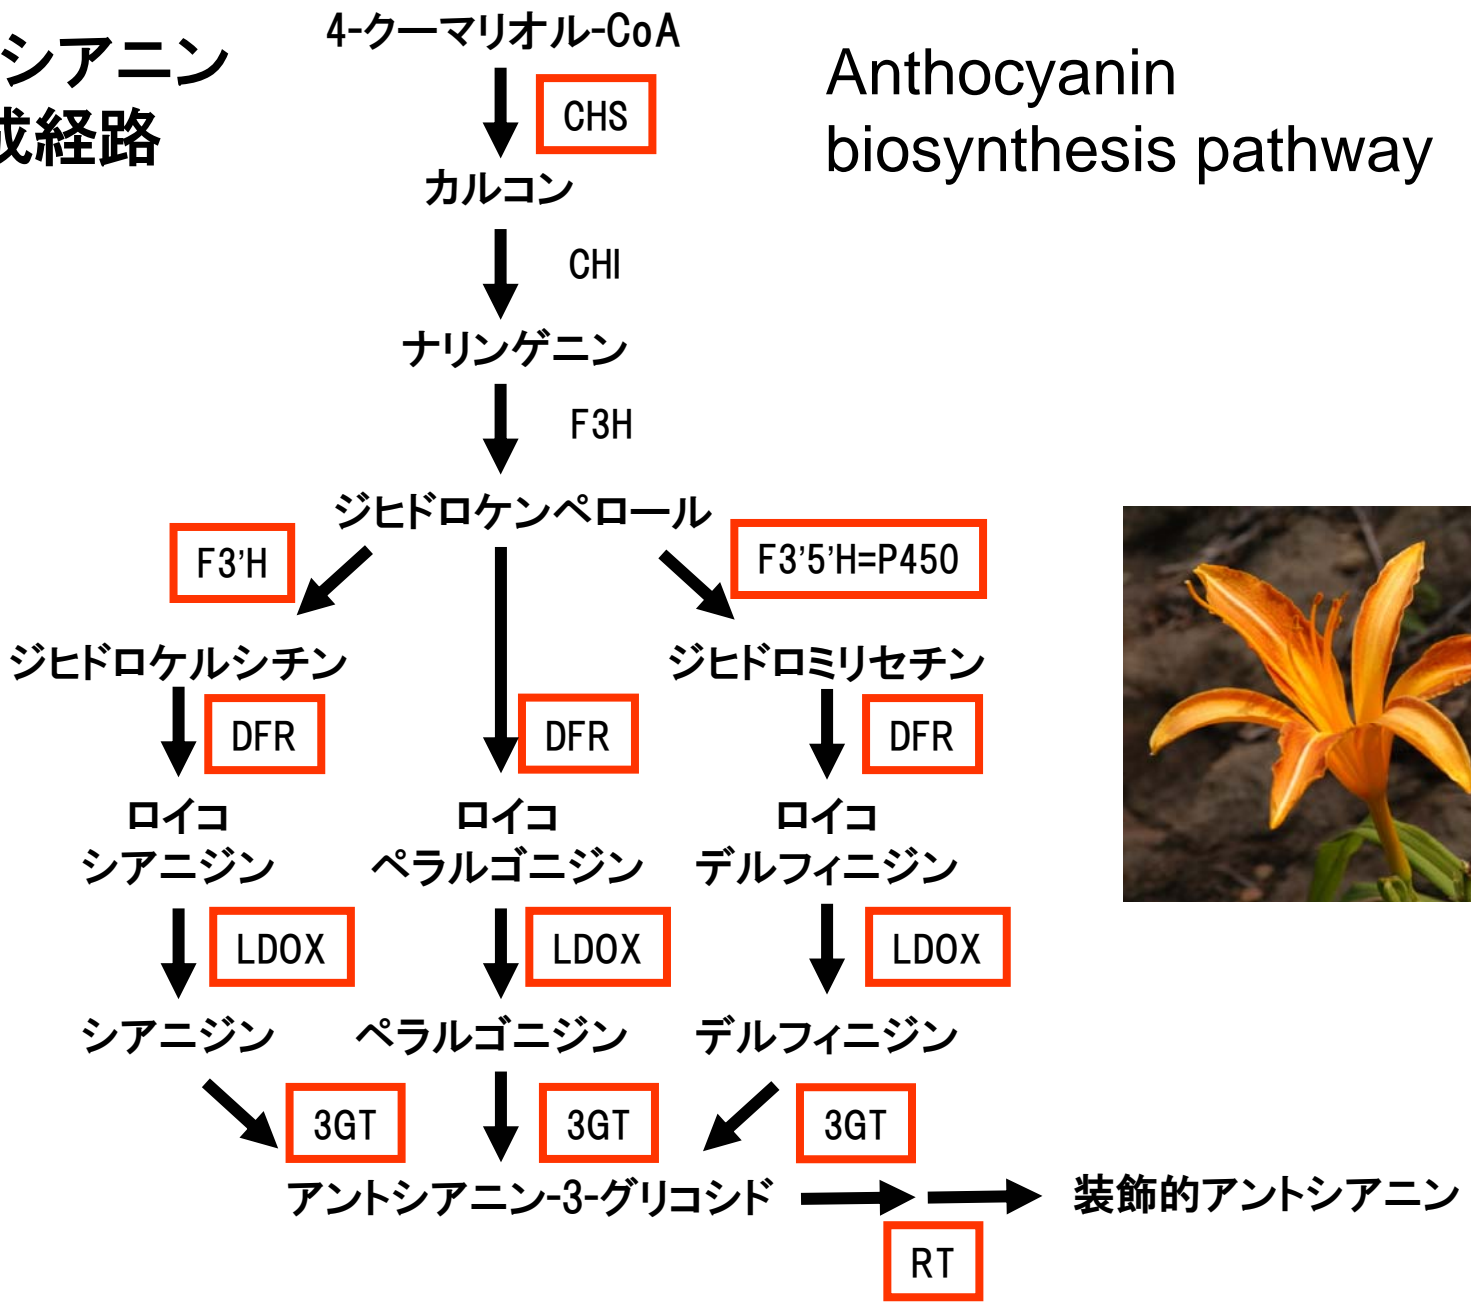 シアニン
成経路
4-クーマリオル-CoA
Anthocyanin
biosynthesis pathway
CHS
カルコン
CHI
ナリンゲニン
F3H
ジヒドロケンペロール
F3'H
F3'5'H=P450
ジヒドロケルシチン
ジヒドロミリセチン
DFR
DFR
DFR
ロイコ
シアニジン
ロイコ
ペラルゴニジン
ロイコ
デルフィニジン
LDOX
LDOX
LDOX
シアニジン
ペラルゴニジン
デルフィニジン
3GT
3GT
3GT
アントシアニン-3-グリコシド
装飾的アントシアニン
RT